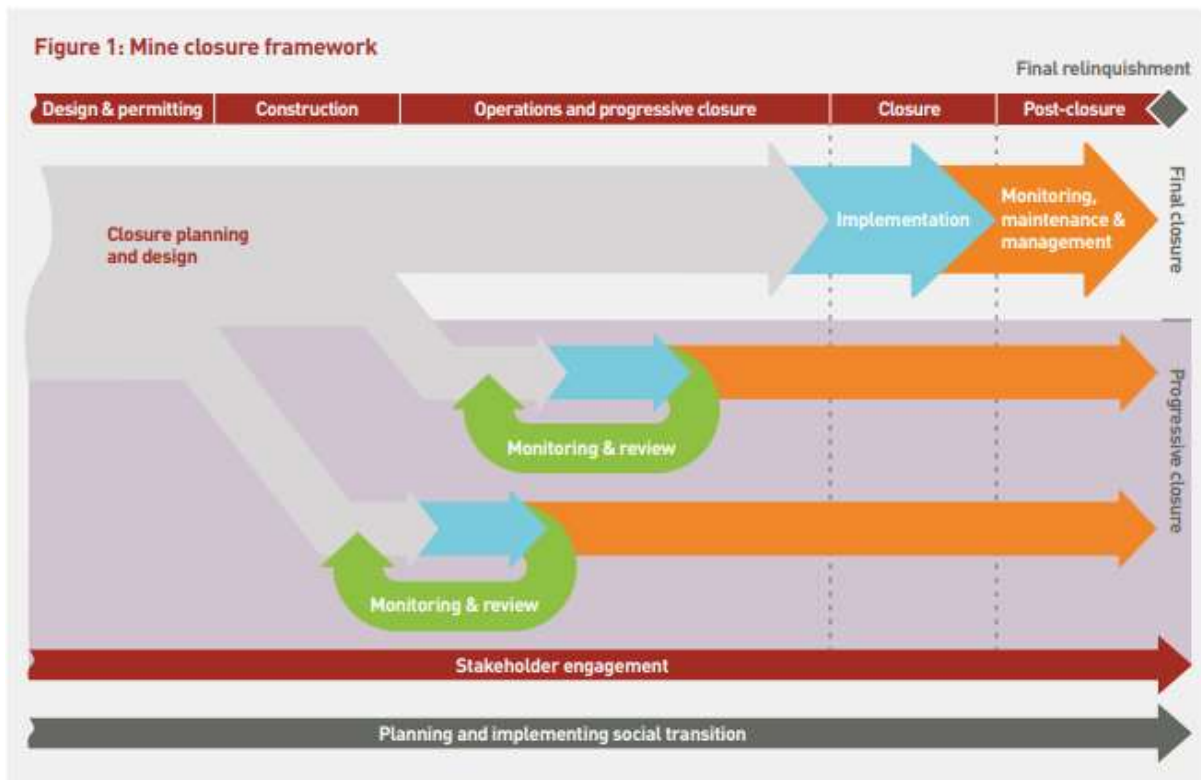 Figure 1: Mine closure framework
Final relinquishment
Design & permitting
Construction
Operations and progressive closure
Closure
Post-closure
Closure planning
and design
Implementation
Monitoring,
maintenance &
management
Final closure
Monitoring & review
Monitoring & review
Progressive closure
Stakeholder engagement
Planning and implementing social transition